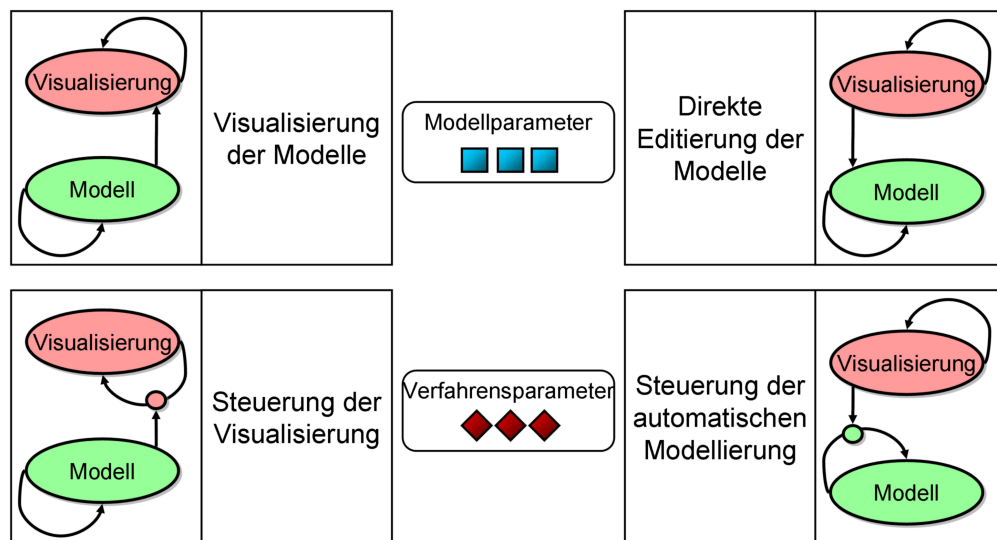 Visualisierung
Modell
Visualisierung
der Modelle
Modellparameter
Direkte
Editierung der
Modelle
Visualisierung
Modell
Visualisierung
Modell
Steuerung der
Visualisierung
Verfahrensparameter
Steuerung der
automatischen
Modellierung
Visualisierung
Modell